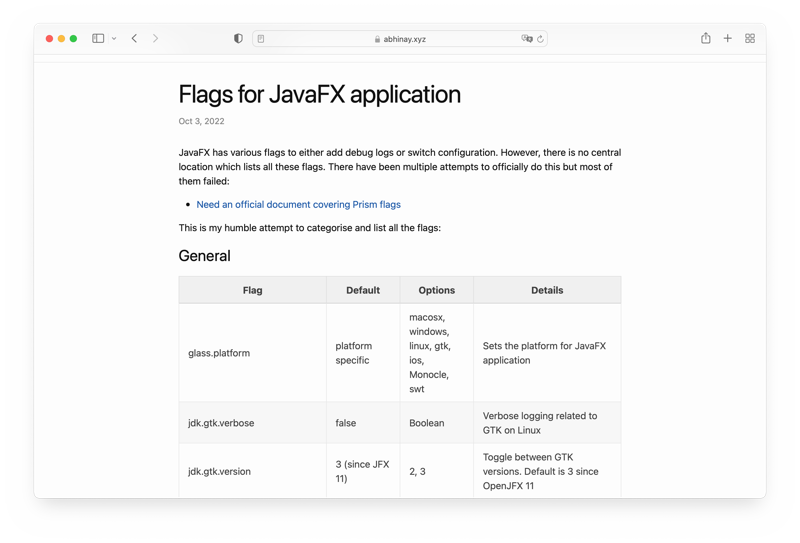 abhinay.xyz
Flags for JavaFX application
Oct 3, 2022
JavaFX has various flags to either add debug logs or switch configuration. However, there is no central
location which lists all these flags. There have been multiple attempts to officially do this but most of
them failed:
• Need an official document covering Prism flags
This is my humble attempt to categorise and list all the flags:
General
Flag Default Options Details
glass.platform
platform
specific
macosx,
windows,
linux, gtk,
ios,
Monocle,
swt
Sets the platform for JavaFX
application
jdk.gtk.verbose
false
Boolean
Verbose logging related to
GTK on Linux
jdk.gtk.version
3 (since JFX
11)
2, 3
Toggle between GTK
versions. Default is 3 since
OpenJFX 11